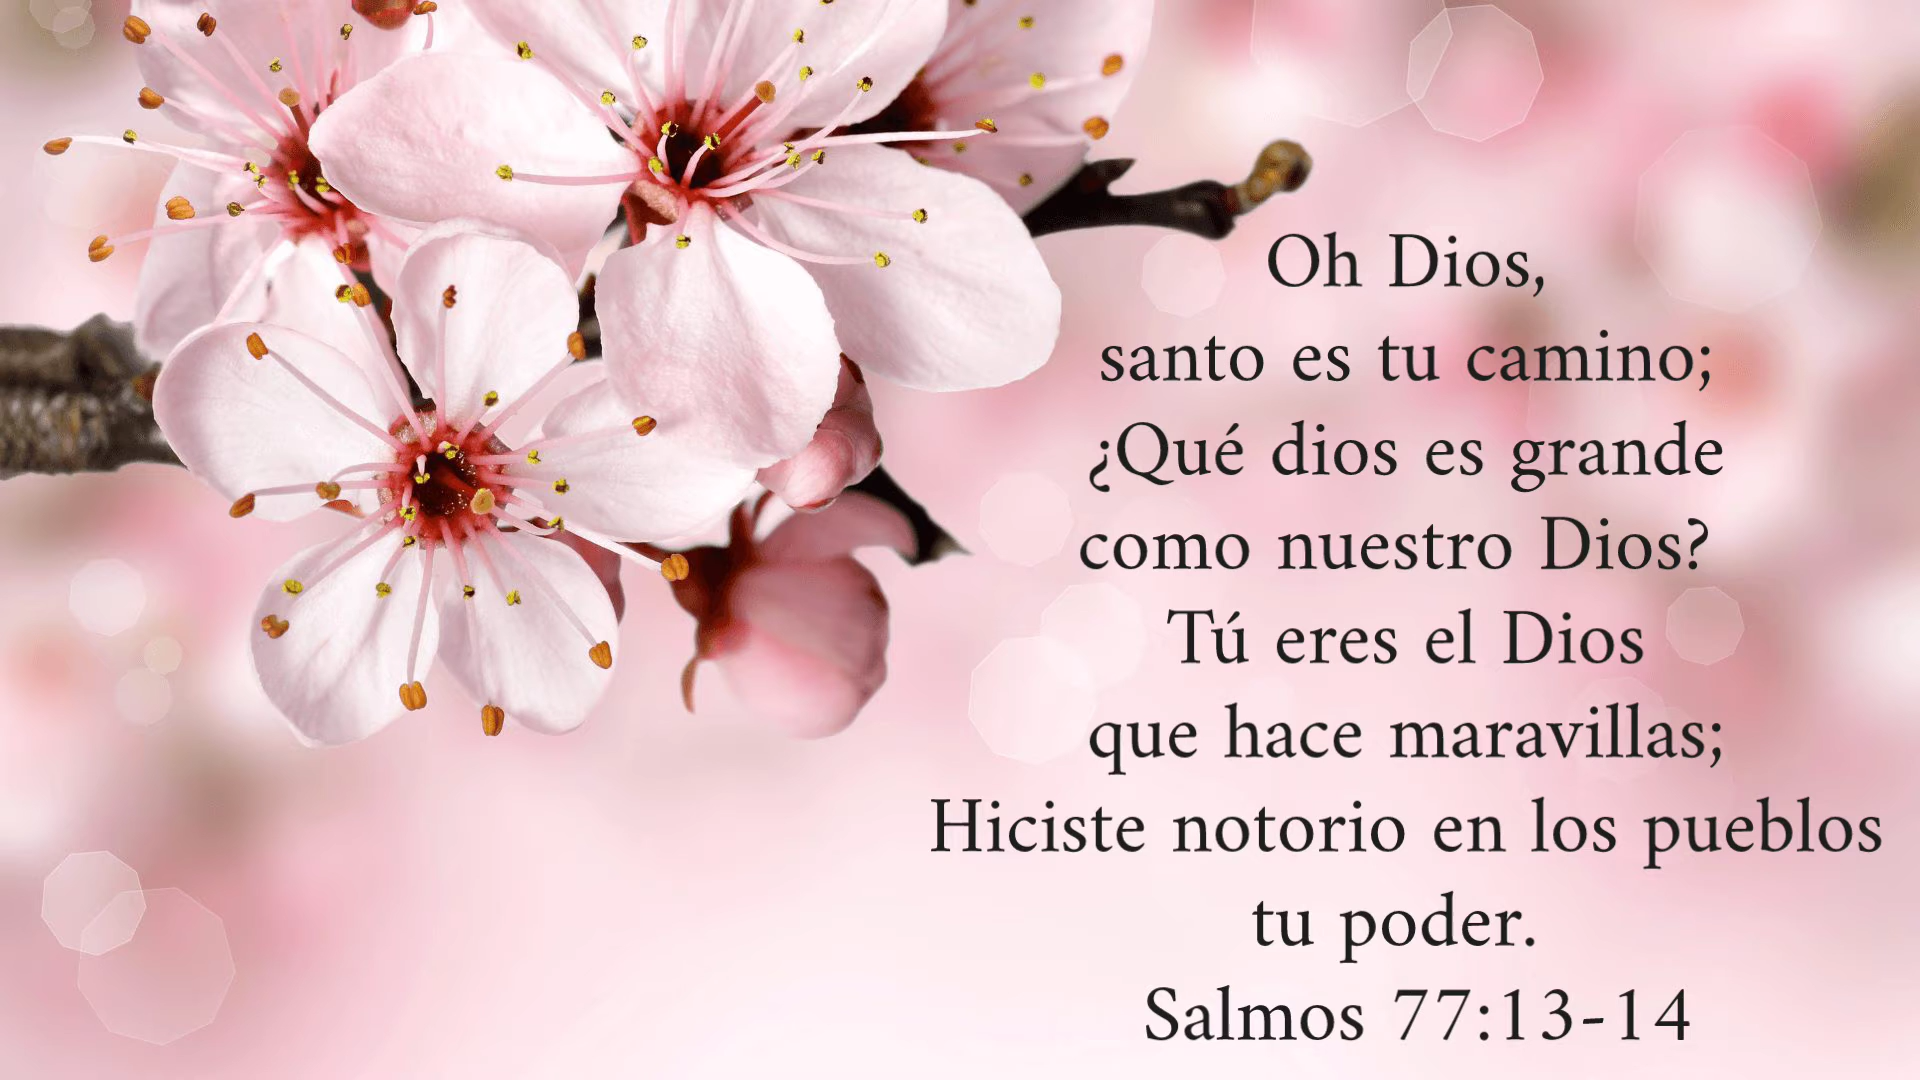 Oh Dios,
santo es tu camino;
¿Qué dios es grande
como nuestro Dios?
Tú eres el Dios
que hace maravillas;
Hiciste notorio en los pueblos
tu poder.
Salmos 77:13-14